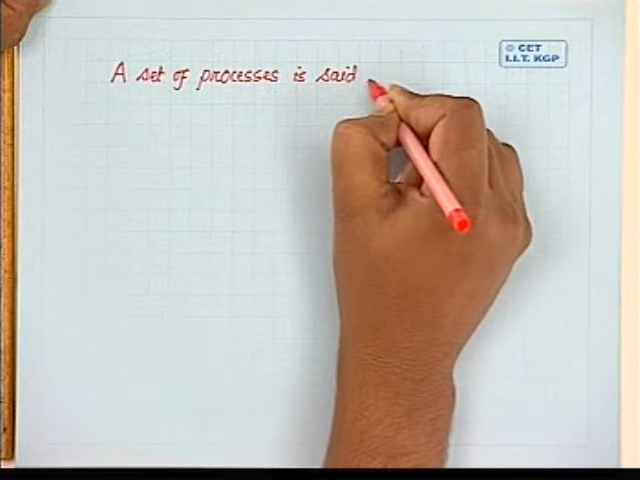 A set of processes is said
© CET
I.I.T. KGP